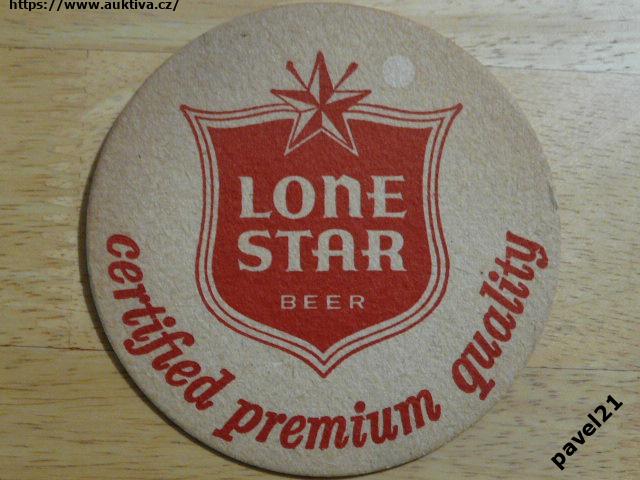 https://www.auktiva.cz/
LONE
STAR
BEER
certified premium quality
pavel21